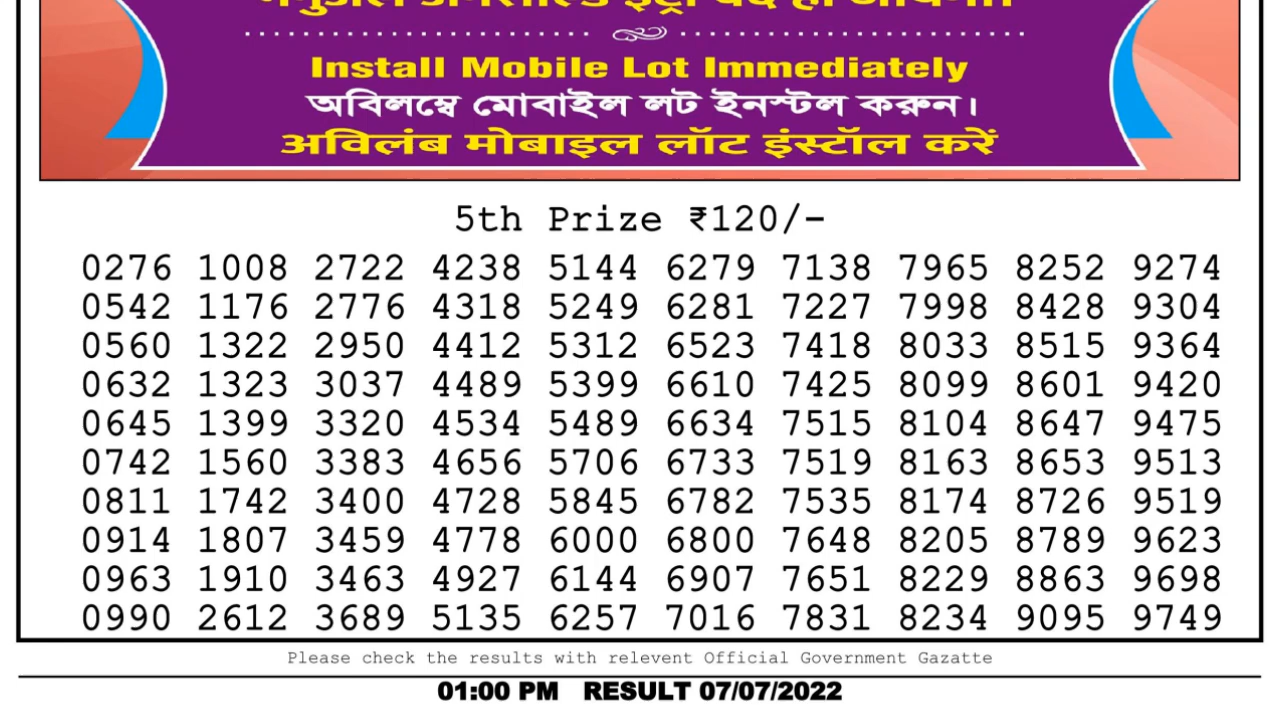 Install Mobile Lot Immediately
অবিলম্বে মোবাইল লট ইনস্টল করুন।
अविलंब मोबाइल लॉट इंस्टॉल करें
5th Prize ₹120/-
0276 1008 2722 4238 5144 6279 7138 7965 8252 9274
0542 1176 2776 4318 5249 6281 7227 7998 8428 9304
0560 1322 2950 4412 5312 6523 7418 8033 8515 9364
0632 1323 3037 4489 5399 6610 7425 8099 8601 9420
0645 1399 3320 4534 5489 6634 7515 8104 8647 9475
0742 1560 3383 4656 5706 6733 7519 8163 8653 9513
0811 1742 3400 4728 5845 6782 7535 8174 8726 9519
0914 1807 3459 4778 6000 6800 7648 8205 8789 9623
0963 1910 3463 4927 6144 6907 7651 8229 8863 9698
0990 2612 3689 5135 6257 7016 7831 8234 9095 9749
Please check the results with relevent Official Government Gazatte
01:00 PM RESULT 07/07/2022